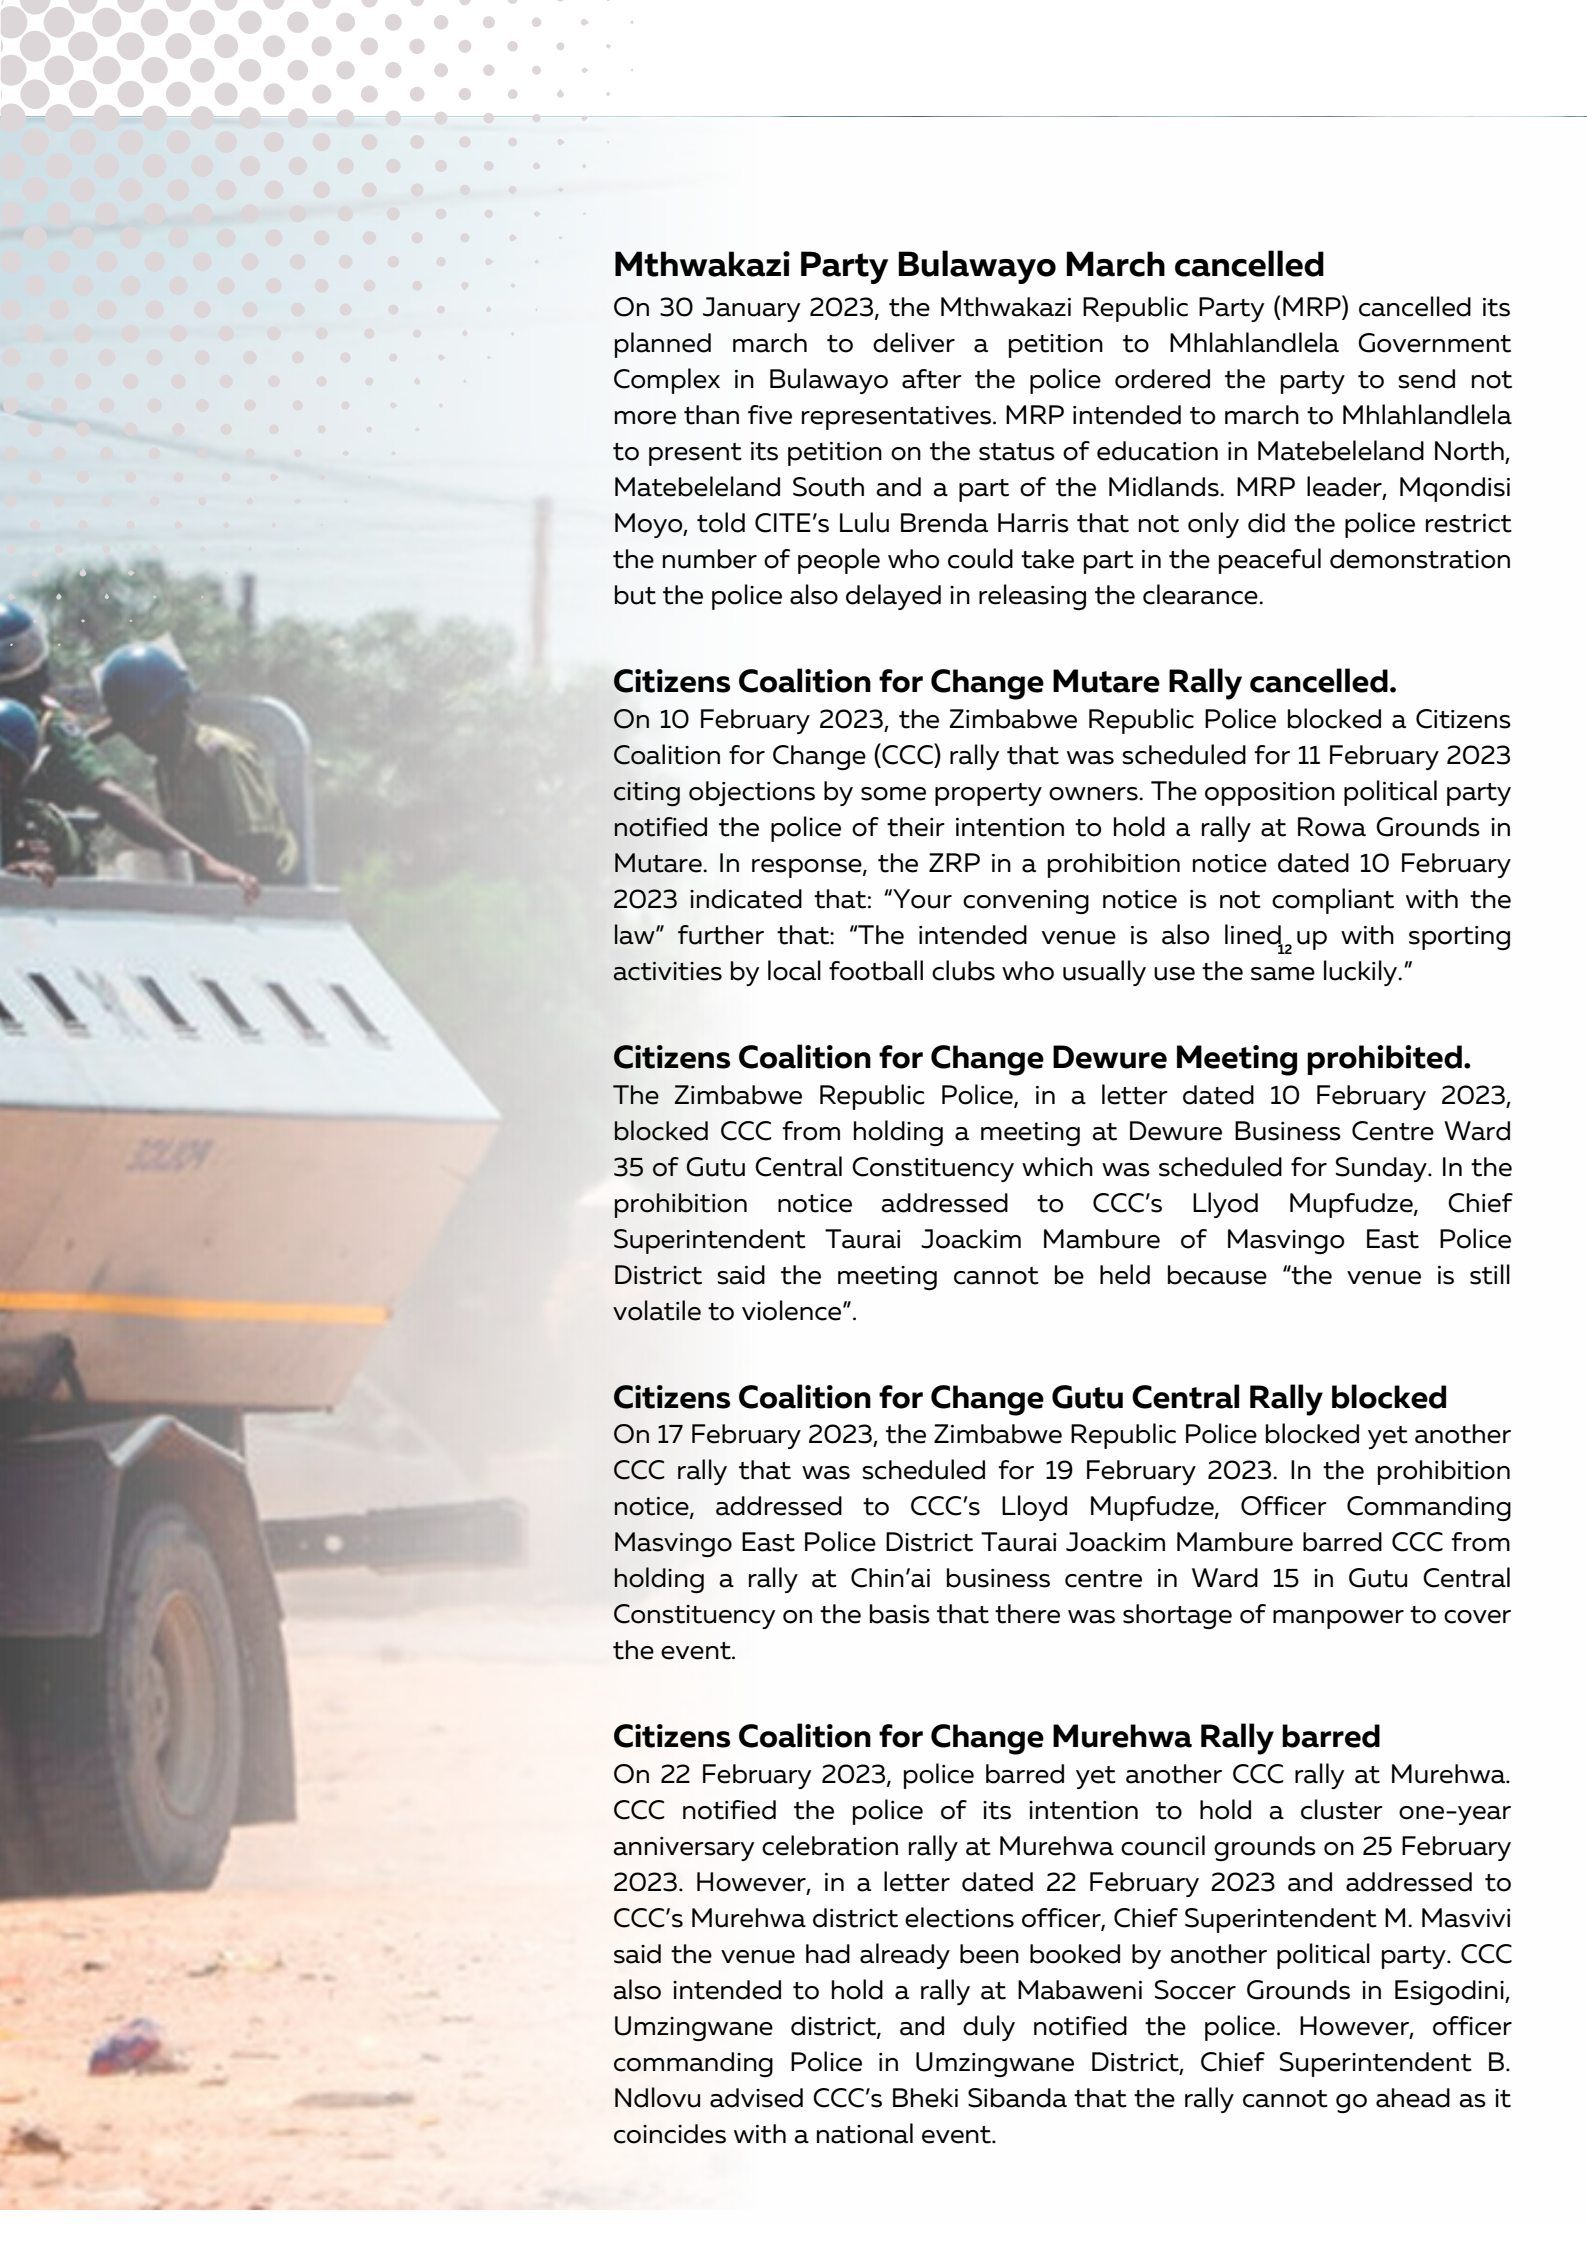 Mthwakazi Party Bulawayo March cancelled
On 30 January 2023, the Mthwakazi Republic Party (MRP) cancelled its
planned march to deliver a petition to Mhlahlandlela Government
Complex in Bulawayo after the police ordered the party to send not
more than five representatives. MRP intended to march to Mhlahlandlela
to present its petition on the status of education in Matebeleland North,
Matebeleland South and a part of the Midlands. MRP leader, Mqondisi
Moyo, told CITE’s Lulu Brenda Harris that not only did the police restrict
the number of people who could take part in the peaceful demonstration
but the police also delayed in releasing the clearance.
Citizens Coalition for Change Mutare Rally cancelled.
On 10 February 2023, the Zimbabwe Republic Police blocked a Citizens
Coalition for Change (CCC) rally that was scheduled for 11 February 2023
citing objections by some property owners. The opposition political party
notified the police of their intention to hold a rally at Rowa Grounds in
Mutare. In response, the ZRP in a prohibition notice dated 10 February
2023 indicated that: “Your convening notice is not compliant with the
law” further that: “The intended venue is also lined up with sporting
12
activities by local football clubs who usually use the same luckily.”
Citizens Coalition for Change Dewure Meeting prohibited.
The Zimbabwe Republic Police, in a letter dated 10 February 2023,
blocked CCC from holding a meeting at Dewure Business Centre Ward
35 of Gutu Central Constituency which was scheduled for Sunday. In the
prohibition notice addressed to CCC’s Llyod Mupfudze, Chief
Superintendent Taurai Joackim Mambure of Masvingo East Police
District said the meeting cannot be held because “the venue is still
volatile to violence”.
Citizens Coalition for Change Gutu Central Rally blocked
On 17 February 2023, the Zimbabwe Republic Police blocked yet another
CCC rally that was scheduled for 19 February 2023. In the prohibition
notice, addressed to CCC’s Lloyd Mupfudze, Officer Commanding
Masvingo East Police District Taurai Joackim Mambure barred CCC from
holding a rally at Chin’ai business centre in Ward 15 in Gutu Central
Constituency on the basis that there was shortage of manpower to cover
the event.
Citizens Coalition for Change Murehwa Rally barred
On 22 February 2023, police barred yet another CCC rally at Murehwa.
CCC notified the police of its intention to hold a cluster one-year
anniversary celebration rally at Murehwa council grounds on 25 February
2023. However, in a letter dated 22 February 2023 and addressed to
CCC’s Murehwa district elections officer, Chief Superintendent M. Masvivi
said the venue had already been booked by another political party. CCC
also intended to hold a rally at Mabaweni Soccer Grounds in Esigodini,
Umzingwane district, and duly notified the police. However, officer
commanding Police in Umzingwane District, Chief Superintendent B.
Ndlovu advised CCC’s Bheki Sibanda that the rally cannot go ahead as it
coincides with a national event.